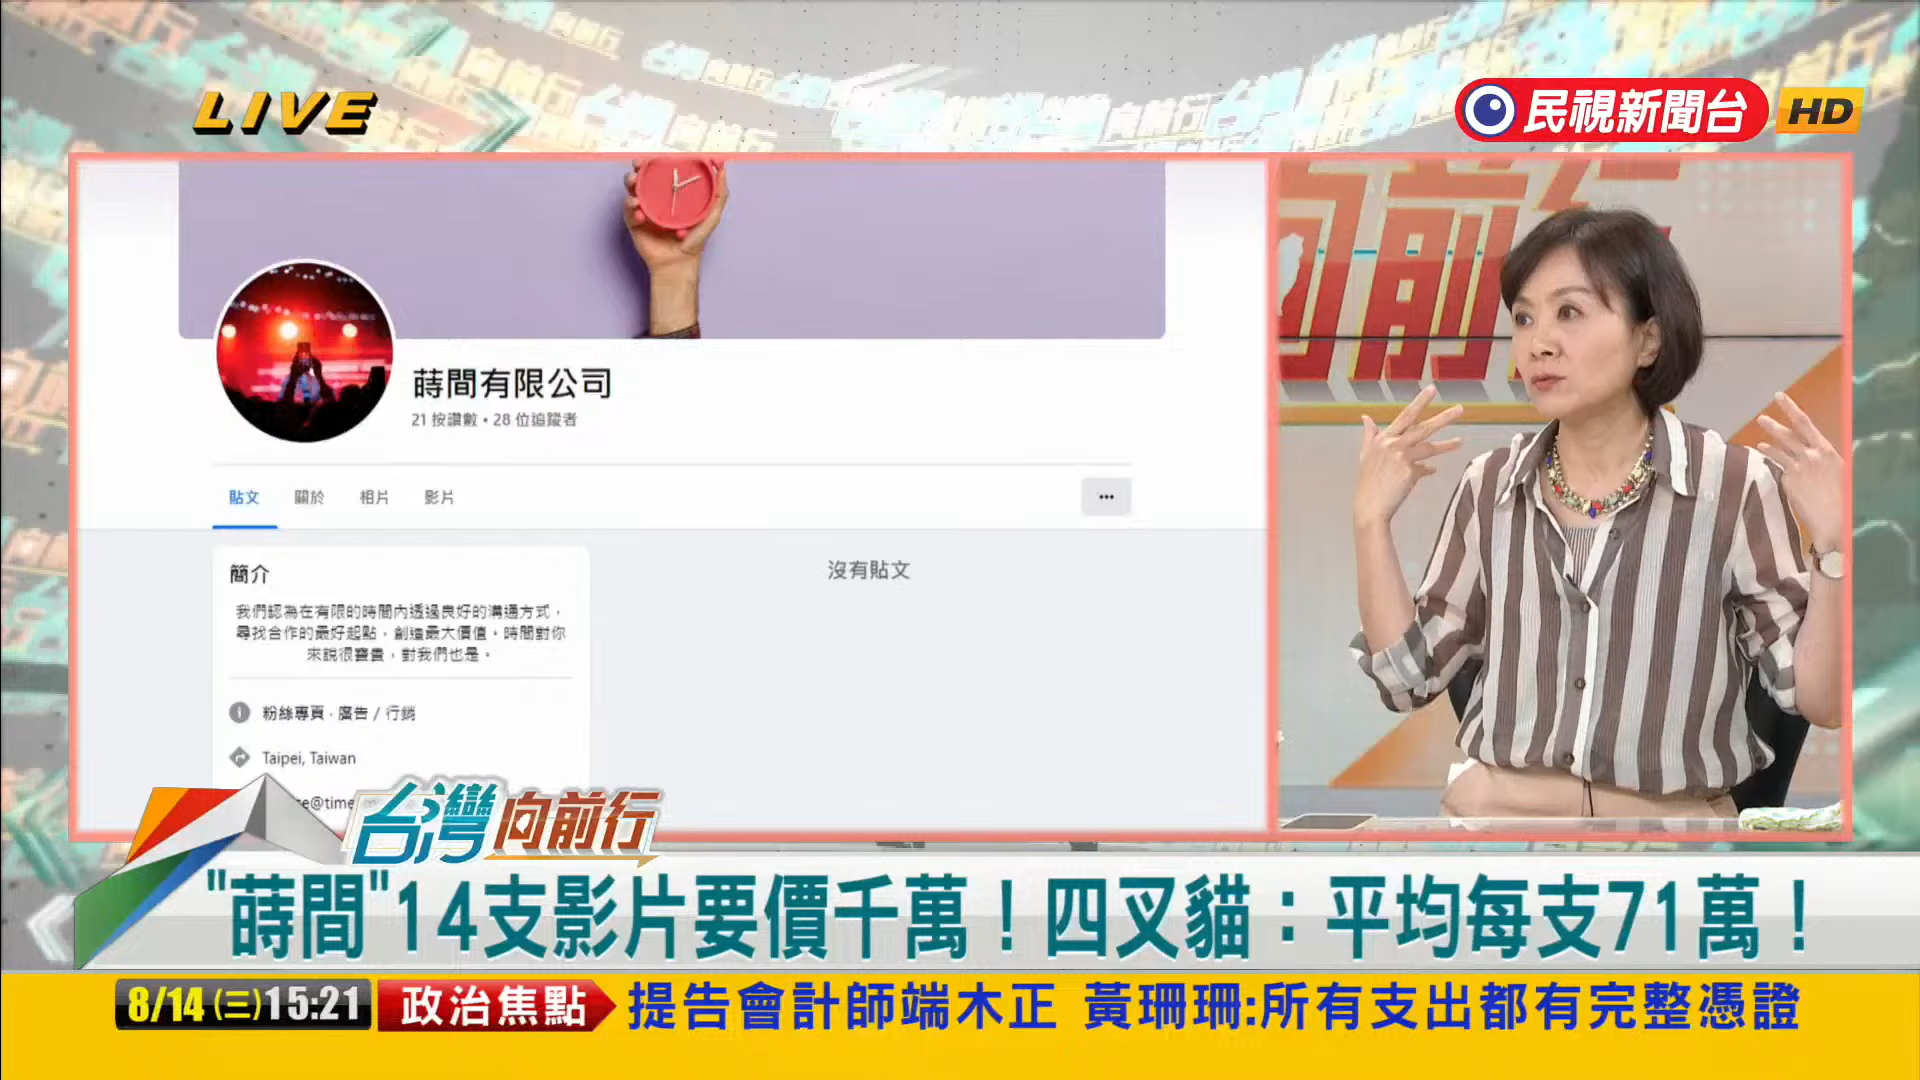 LIVE
民視新聞台 HD
向前行
蒔間有限公司
21 按讚數 • 28 位追蹤者
貼文 關於 相片 影片
沒有貼文
簡介
我們認為在有限的時間內透過良好的溝通方式，
尋找合作的最好起點，創造最大價值。時間對你
來說很寶貴，對我們也是。
粉絲專頁 · 廣告 / 行銷
Taipei, Taiwan
台灣向前行
"蒔間"14支影片要價千萬！四叉貓：平均每支71萬！
8/14(三)15:21 政治焦點 提告會計師端木正 黃珊珊:所有支出都有完整憑證